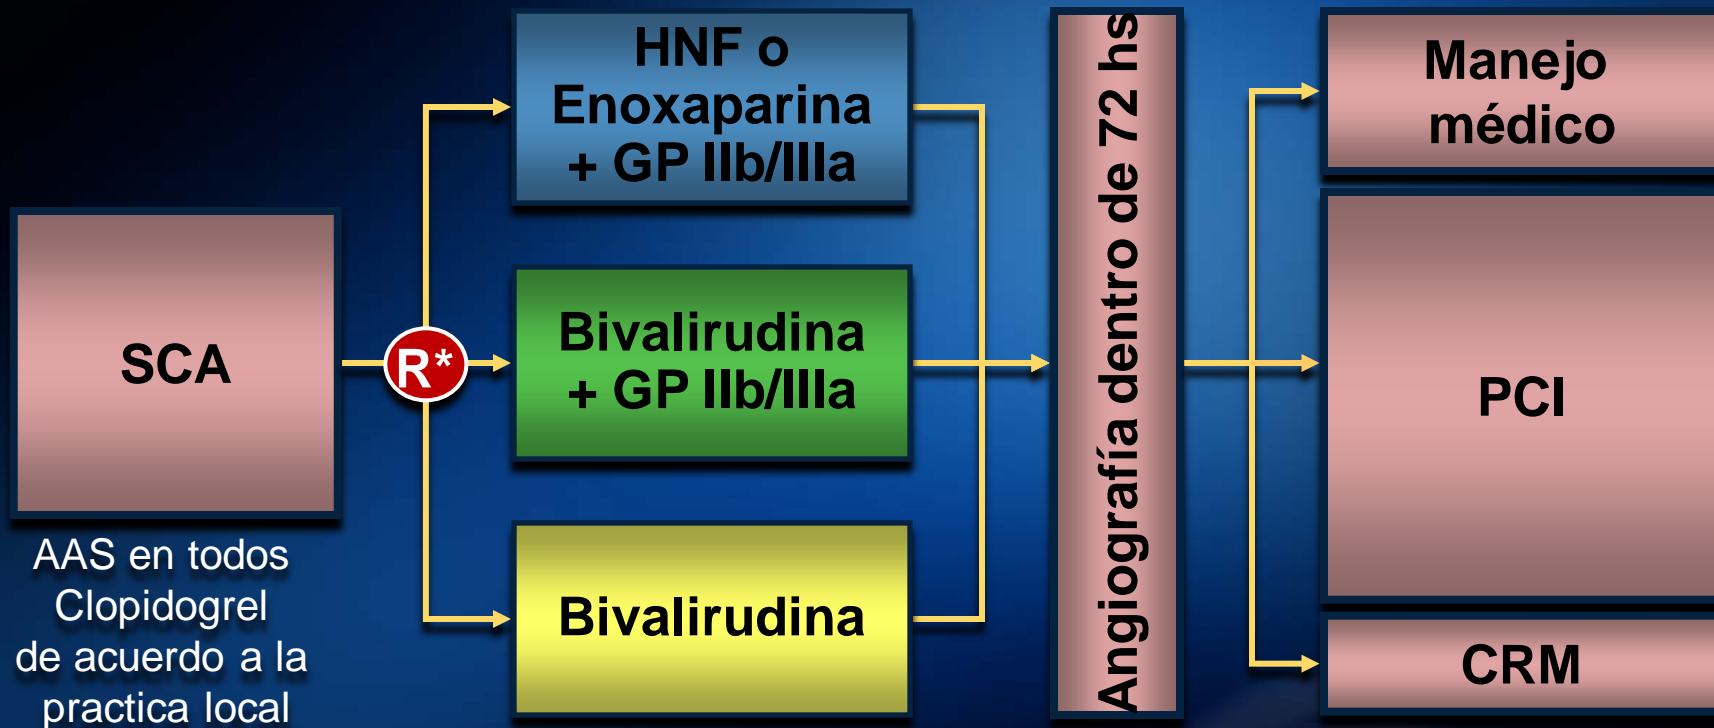 SCA
AAS en todos
Clopidogrel
de acuerdo a la
practica local
R*
HNF o
Enoxaparina
+ GP IIb/IIIa
Bivalirudina
+ GP IIb/IIIa
Bivalirudina
Angiografía dentro de 72 hs
Manejo
médico
PCI
CRM